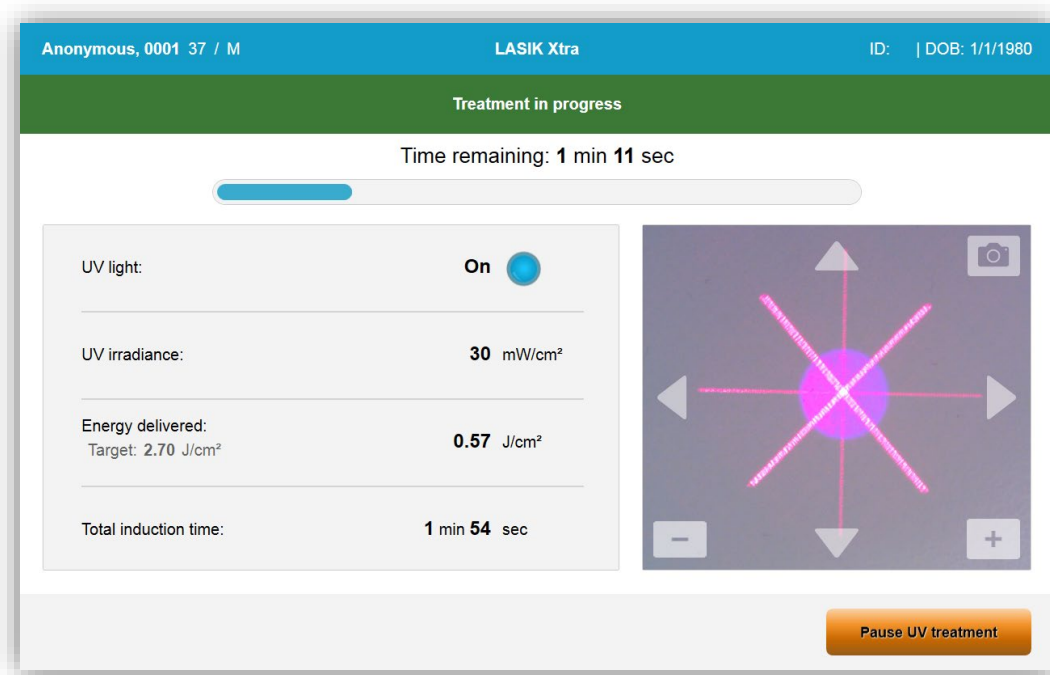 Anonymous, 0001 37 / M LASIK Xtra ID: | DOB: 1/1/1980
Treatment in progress
Time remaining: 1 min 11 sec
UV light: On
UV irradiance: 30 mW/cm²
Energy delivered: 0.57 J/cm²
Target: 2.70 J/cm²
Total induction time: 1 min 54 sec
− +
Pause UV treatment